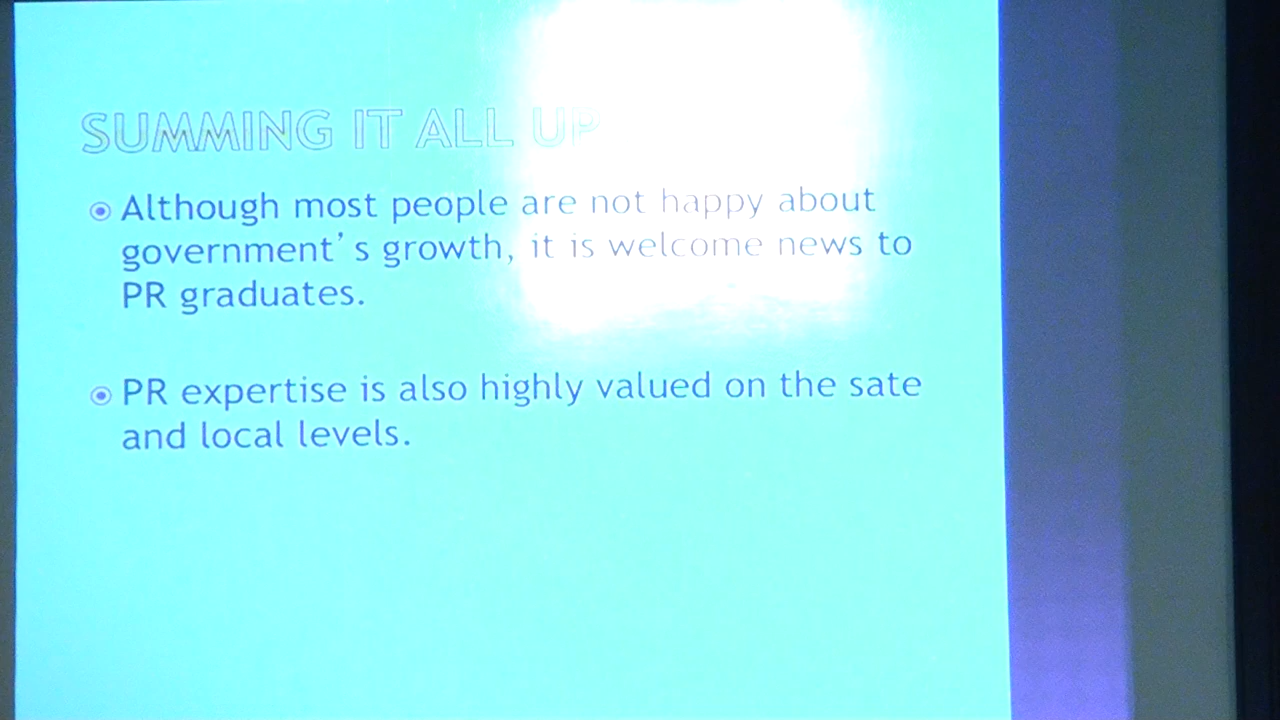 SUMMING IT ALL UP
Although most people are not happy about
government's growth, it is welcome news to
PR graduates.
PR expertise is also highly valued on the sate
and local levels.